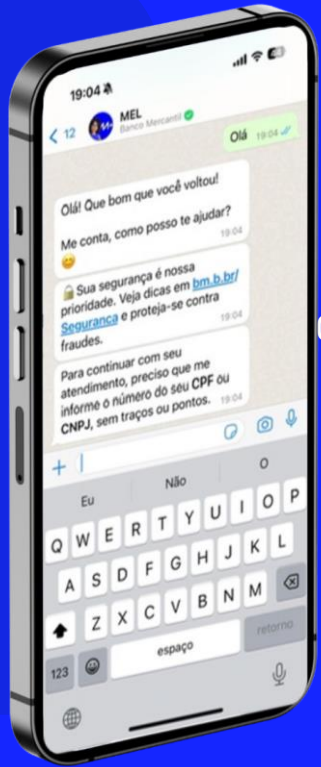 19:04
12
MEL
Banco Mercantil
Olá 19:04
Olá! Que bom que você voltou!
Me conta, como posso te ajudar?
19:04
Sua segurança é nossa
prioridade. Veja dicas em bm.b.br/
Seguranca e proteja-se contra
fraudes.
19:04
Para continuar com seu
atendimento, preciso que me
informe o número do seu CPF ou
CNPJ, sem traços ou pontos. 19:04
Eu Não O
Q W E R T Y U I O P
A S D F G H J K L
Z X C V B N M
123 espaço retorno